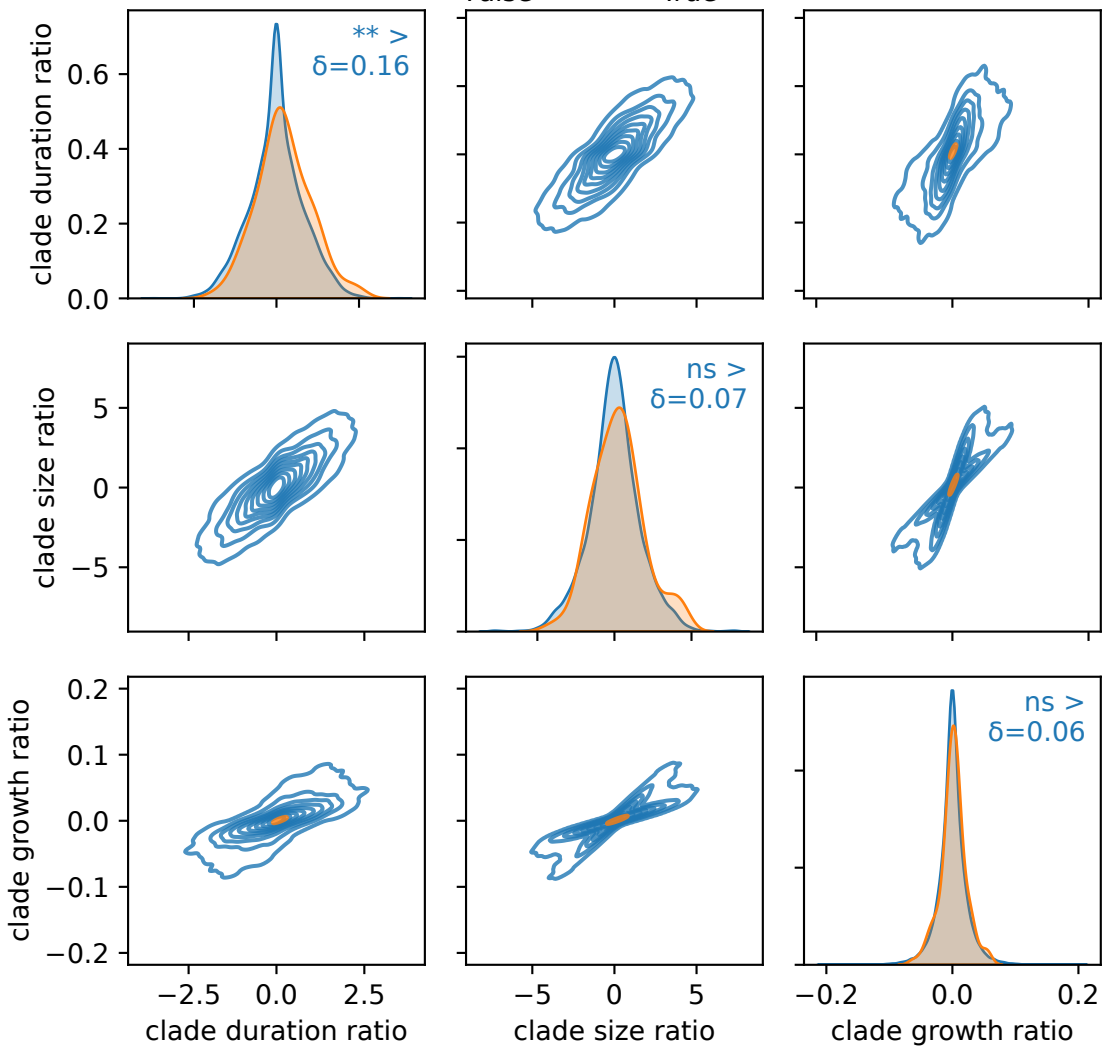 clade duration ratio
0.6
0.4
0.2
0.0
** >
δ=0.16
clade size ratio
5
0
−5
ns >
δ=0.07
clade growth ratio
0.2
0.1
0.0
−0.1
−0.2
ns >
δ=0.06
−2.5 0.0 2.5
−5 0 5
−0.2 0.0 0.2
clade duration ratio
clade size ratio
clade growth ratio